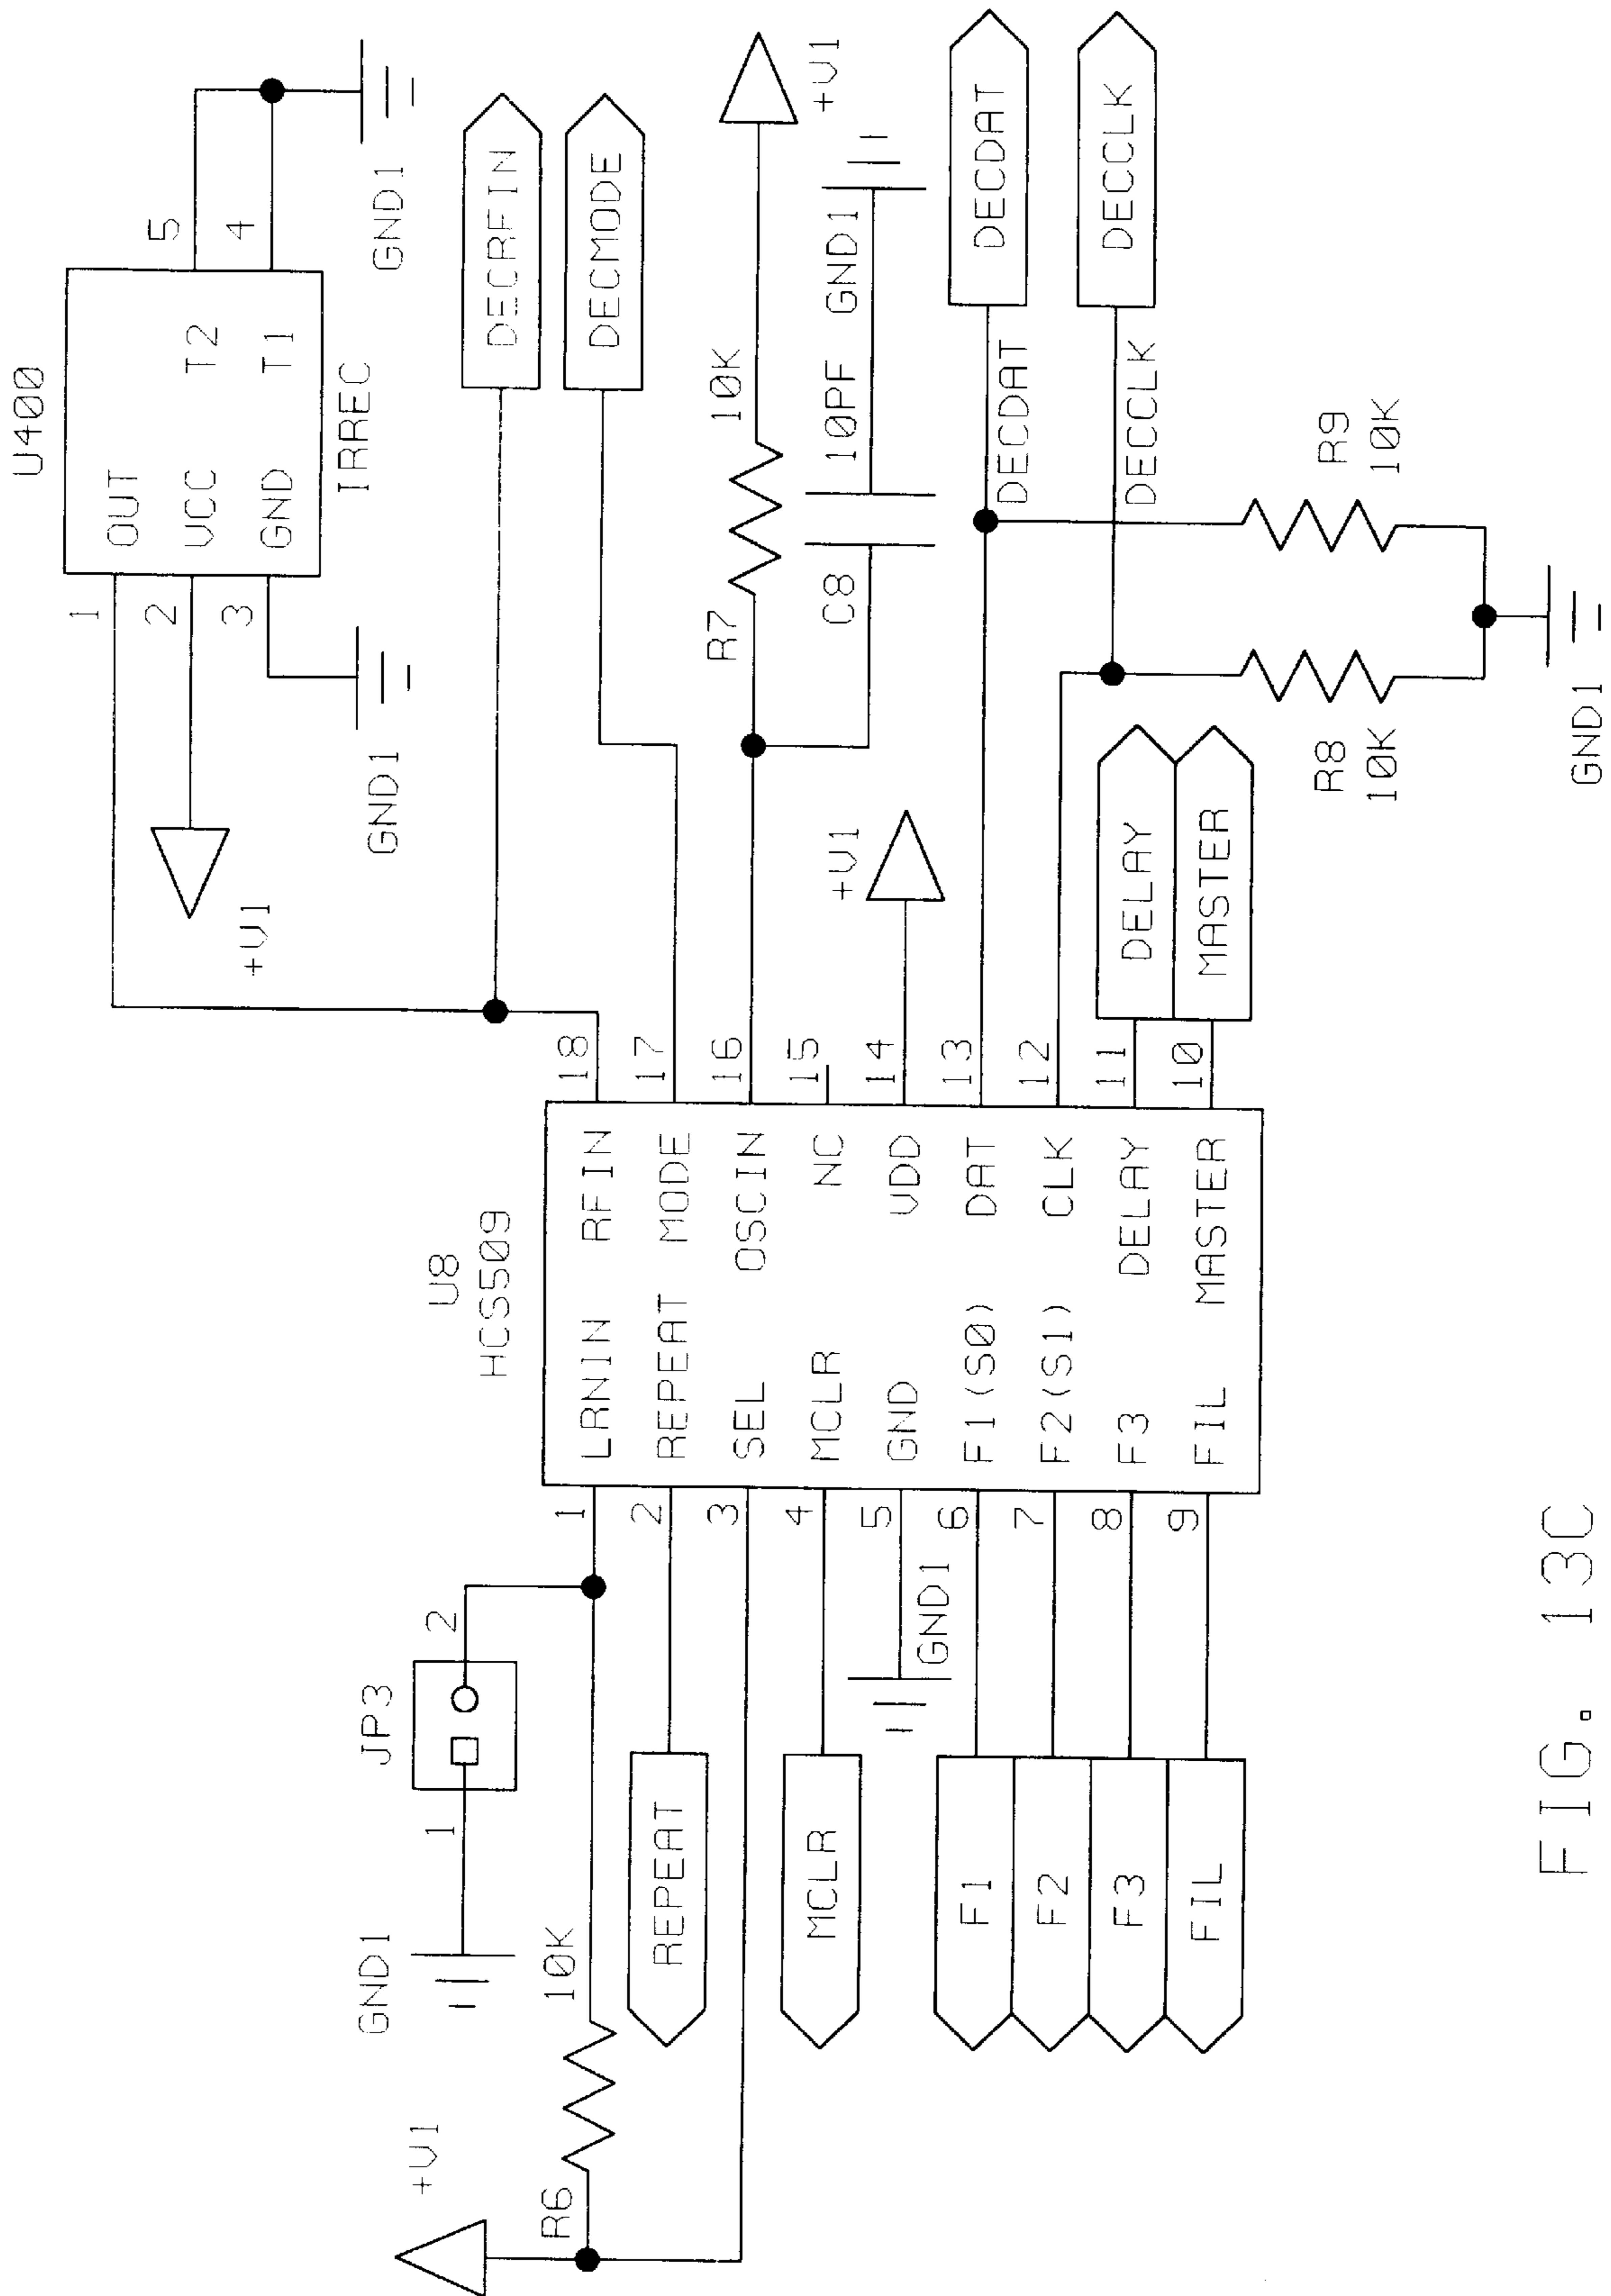 U400
OUT
VCC T2
GND T1
IRREC
1
2
3
5
4
GND1
GND1
+V1
DECRFIN
DECMODE
U8
HCS509
LRNIN RFIN
REPEAT MODE
SEL OSCIN
MCLR NC
GND VDD
F1(S0) DAT
F2(S1) CLK
F3 DELAY
FIL MASTER
1
2
3
4
5
6
7
8
9
18
17
16
15
14
13
12
11
10
JP3
1
2
GND1
+V1
R6
10K
REPEAT
MCLR
GND1
F1
F2
F3
FIL
R7
10K
+V1
C8
10PF
GND1
+V1
DECDAT
DECDAT
DECCLK
DECCLK
DELAY
MASTER
R8
10K
R9
10K
GND1
FIG. 13C